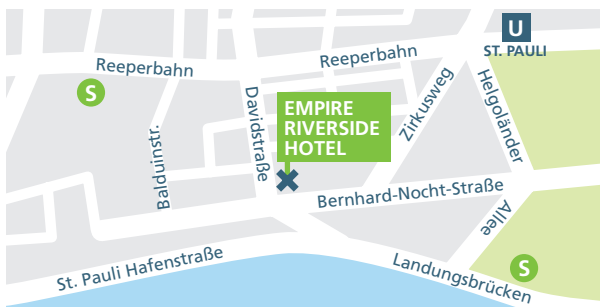 U
ST. PAULI
Reeperbahn
Reeperbahn
S
Davidstraße
EMPIRE
RIVERSIDE
HOTEL
Zirkusweg
Helgoländer
Allee
Balduinstr.
Bernhard-Nocht-Straße
St. Pauli Hafenstraße
Landungsbrücken
S